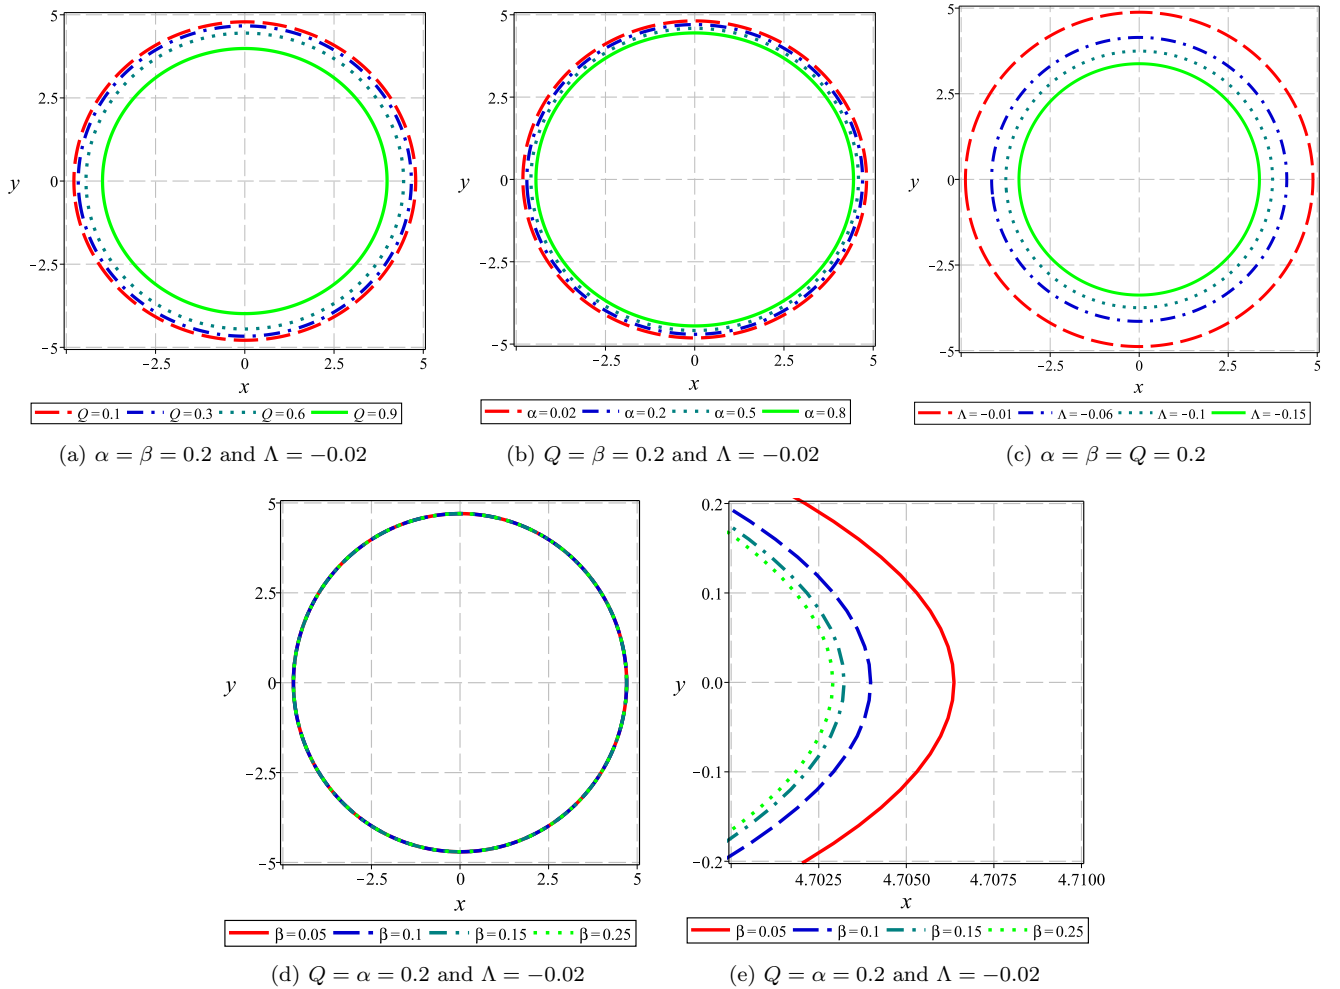 5
2.5
y
0
−2.5
−5
−2.5
0
2.5
5
x
Q=0.1 Q=0.3 Q=0.6 Q=0.9
(a) α = β = 0.2 and Λ = −0.02
5
2.5
y
0
−2.5
−5
−2.5
0
2.5
5
x
α=0.02 α=0.2 α=0.5 α=0.8
(b) Q = β = 0.2 and Λ = −0.02
5
2.5
y
0
−2.5
−5
−2.5
0
2.5
5
x
Λ=−0.01 Λ=−0.06 Λ=−0.1 Λ=−0.15
(c) α = β = Q = 0.2
5
2.5
y
0
−2.5
−5
−2.5
0
2.5
5
x
β=0.05 β=0.1 β=0.15 β=0.25
(d) Q = α = 0.2 and Λ = −0.02
0.2
0.1
y
0.0
−0.1
−0.2
4.7025
4.7050
4.7075
4.7100
x
β=0.05 β=0.1 β=0.15 β=0.25
(e) Q = α = 0.2 and Λ = −0.02